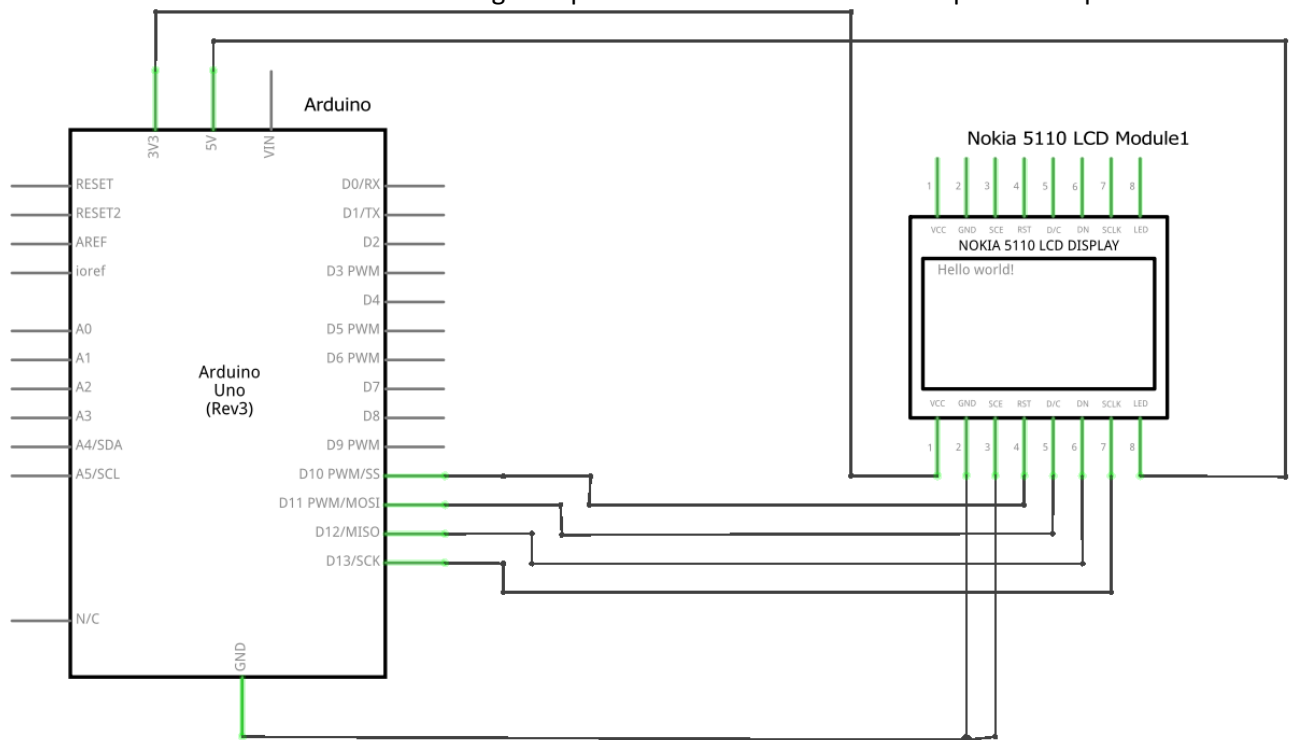 Arduino
3V3
5V
VIN
RESET
RESET2
AREF
ioref
A0
A1
A2
A3
A4/SDA
A5/SCL
N/C
Arduino
Uno
(Rev3)
D0/RX
D1/TX
D2
D3 PWM
D4
D5 PWM
D6 PWM
D7
D8
D9 PWM
D10 PWM/SS
D11 PWM/MOSI
D12/MISO
D13/SCK
GND
Nokia 5110 LCD Module1
1 2 3 4 5 6 7 8
VCC GND SCE RST D/C DN SCLK LED
NOKIA 5110 LCD DISPLAY
Hello world!
VCC GND SCE RST D/C DN SCLK LED
1 2 3 4 5 6 7 8